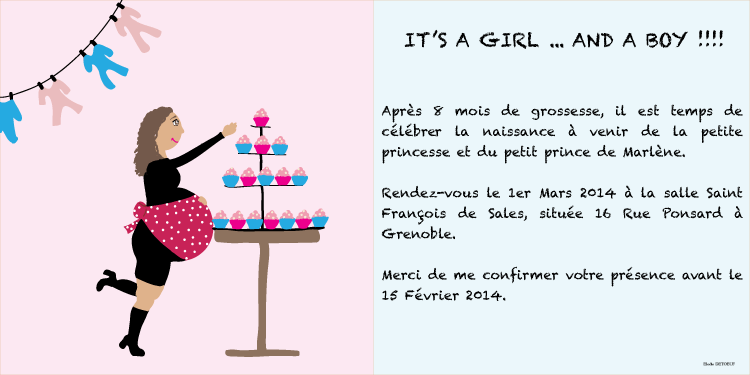 IT'S A GIRL ... AND A BOY !!!!
Après 8 mois de grossesse, il est temps de
célébrer la naissance à venir de la petite
princesse et du petit prince de Marlène.
Rendez-vous le 1er Mars 2014 à la salle Saint
François de Sales, située 16 Rue Ponsard à
Grenoble.
Merci de me confirmer votre présence avant le
15 Février 2014.